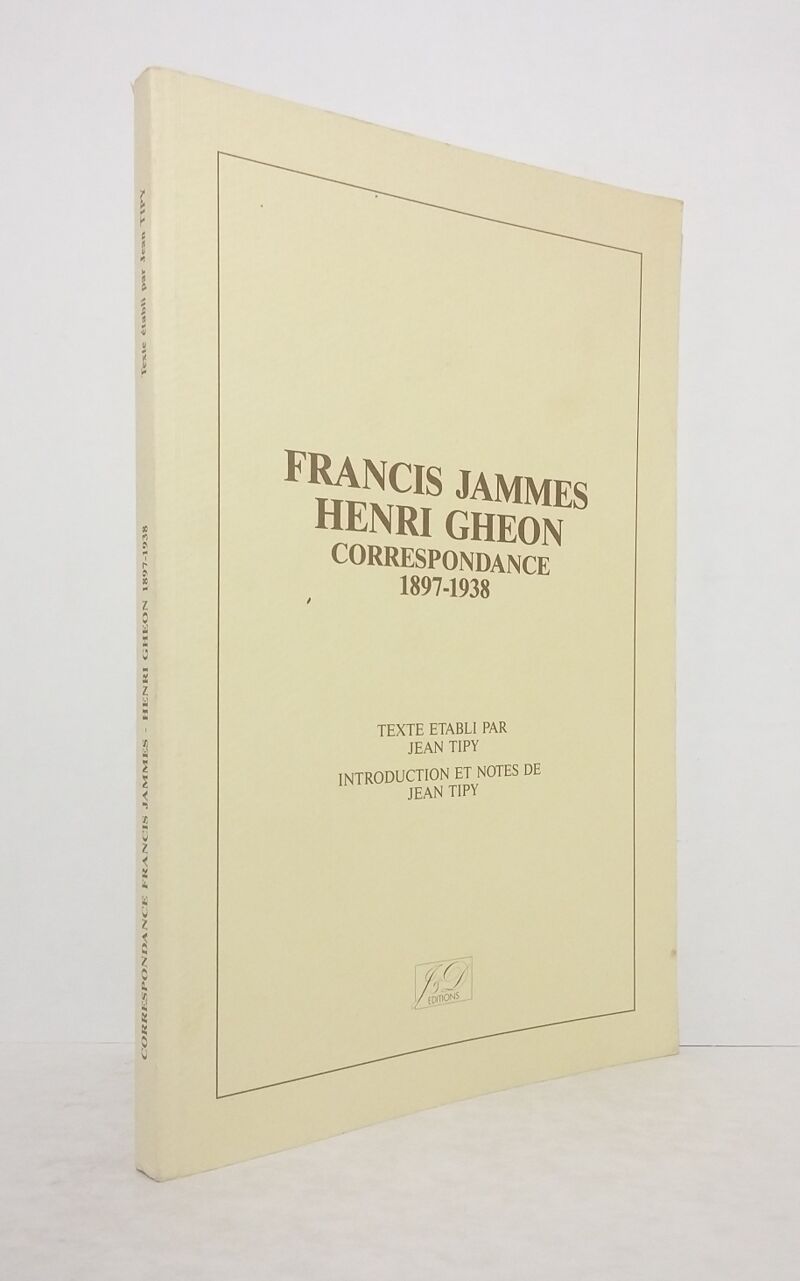 Texte établi par Jean TIPY
CORRESPONDANCE FRANCIS JAMMES - HENRI GHEON 1897-1938
FRANCIS JAMMES
HENRI GHEON
CORRESPONDANCE
1897-1938
TEXTE ETABLI PAR
JEAN TIPY
INTRODUCTION ET NOTES DE
JEAN TIPY
J&D
EDITIONS